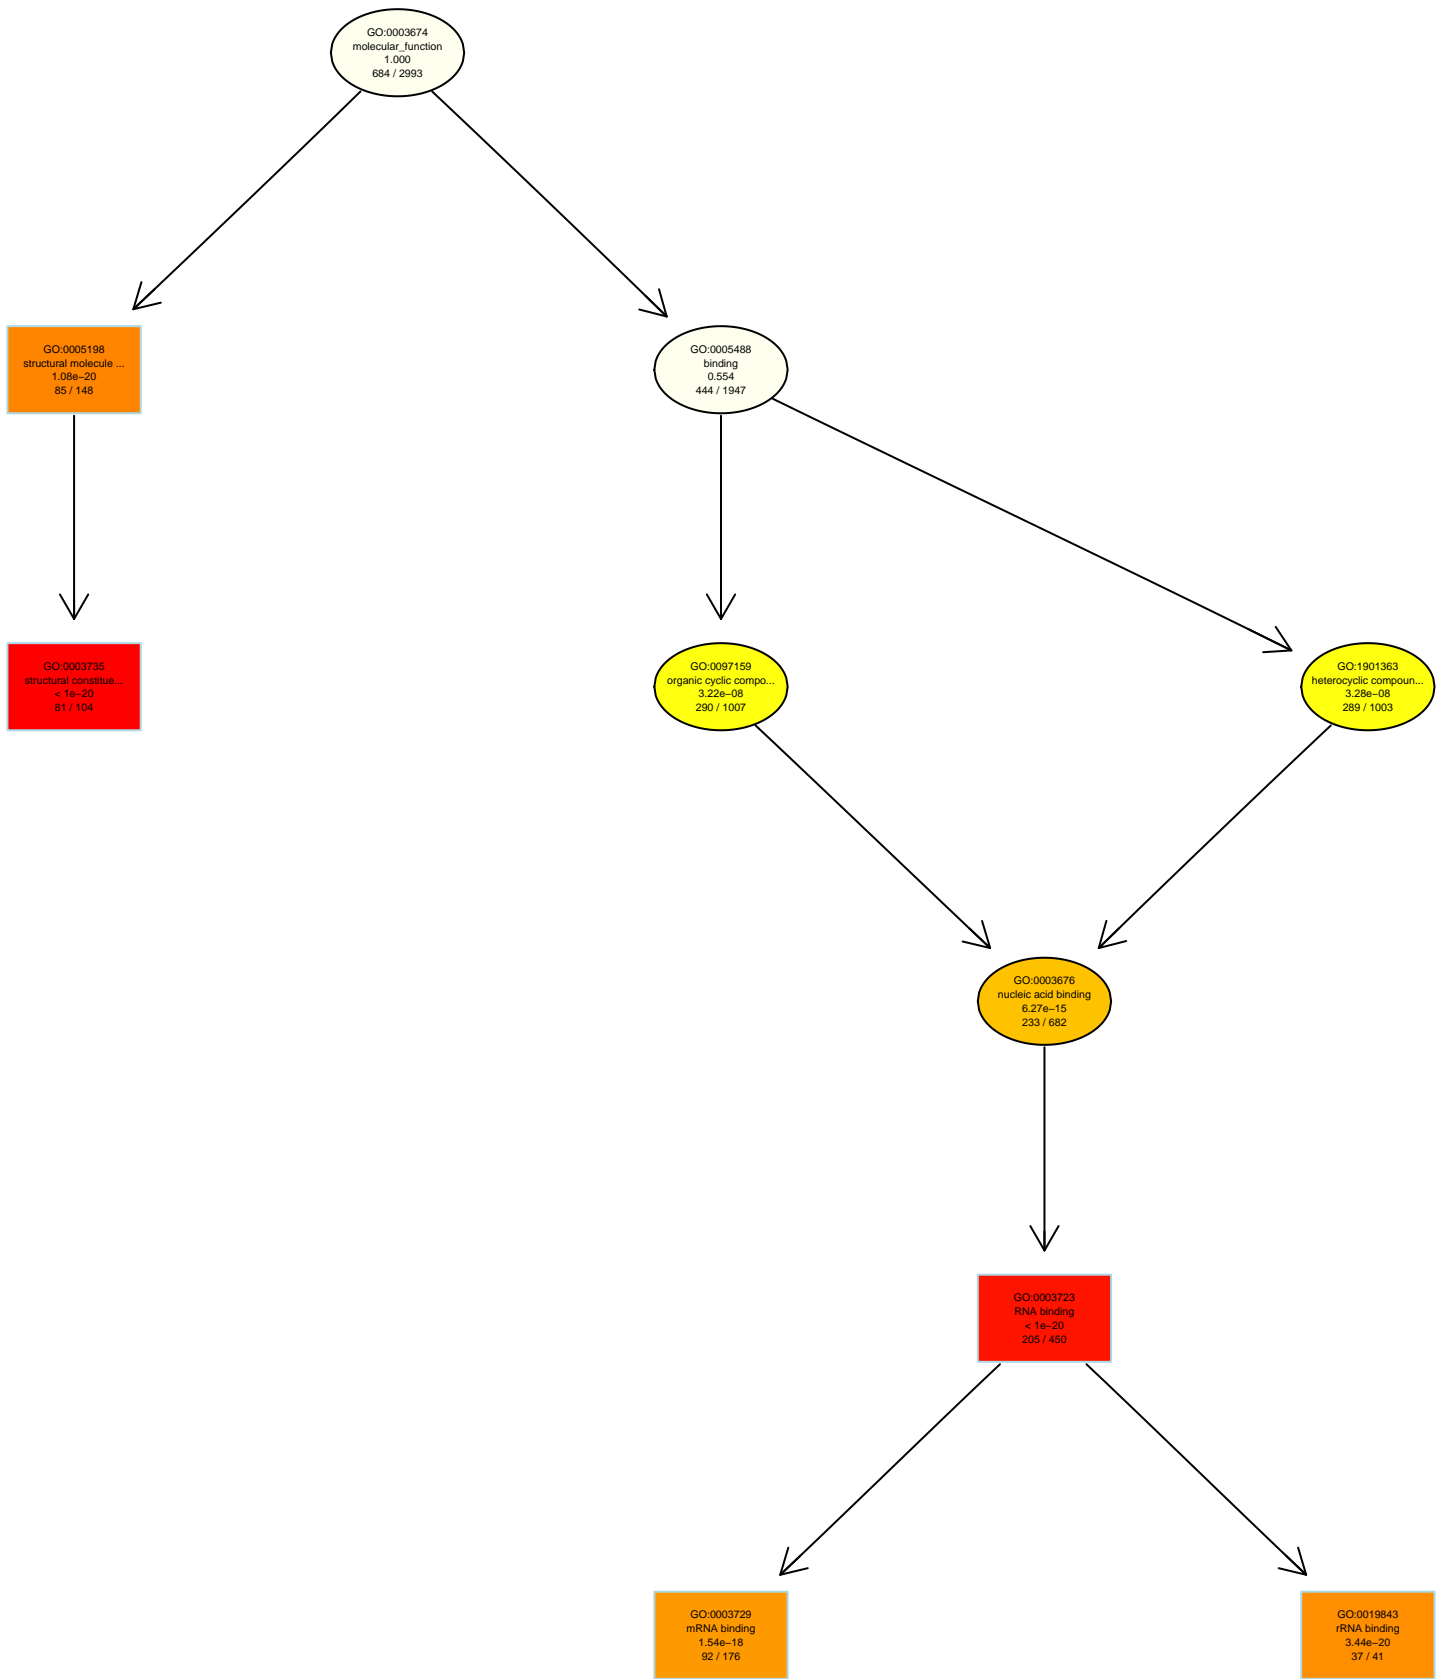 GO:0003674
molecular_function
1.000
684 / 2993
GO:0005198
structural molecule ...
1.08e−20
85 / 148
GO:0005488
binding
0.554
444 / 1947
GO:0003735
structural constitue...
< 1e−20
81 / 104
GO:0097159
organic cyclic compo...
3.22e−08
290 / 1007
GO:1901363
heterocyclic compoun...
3.28e−08
289 / 1003
GO:0003676
nucleic acid binding
6.27e−15
233 / 682
GO:0003723
RNA binding
< 1e−20
205 / 450
GO:0003729
mRNA binding
1.54e−18
92 / 176
GO:0019843
rRNA binding
3.44e−20
37 / 41